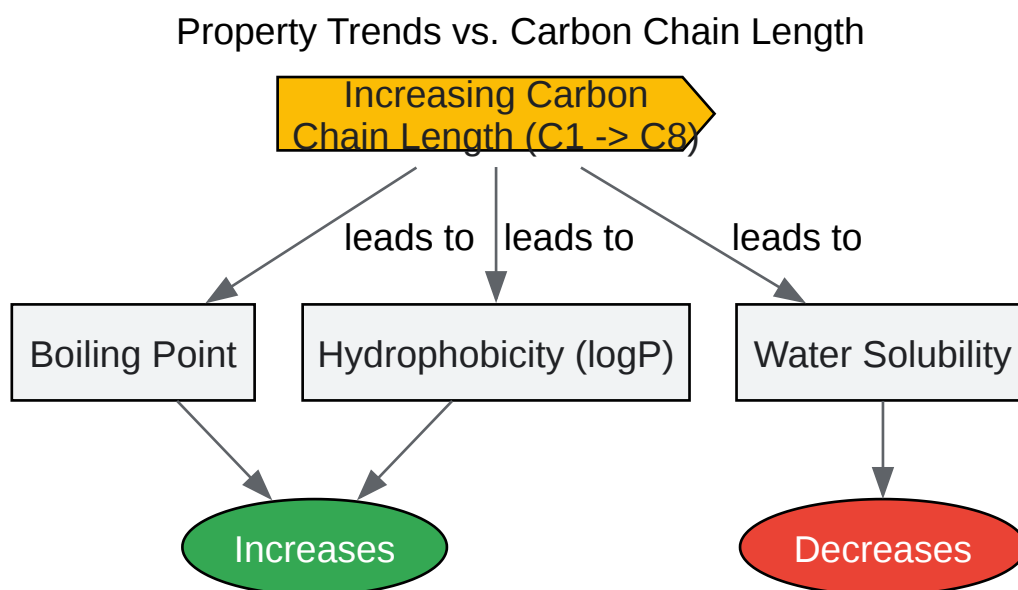 Property Trends vs. Carbon Chain Length
Increasing Carbon
Chain Length (C1 -> C8)
leads to
leads to
leads to
Boiling Point
Hydrophobicity (logP)
Water Solubility
Increases
Decreases